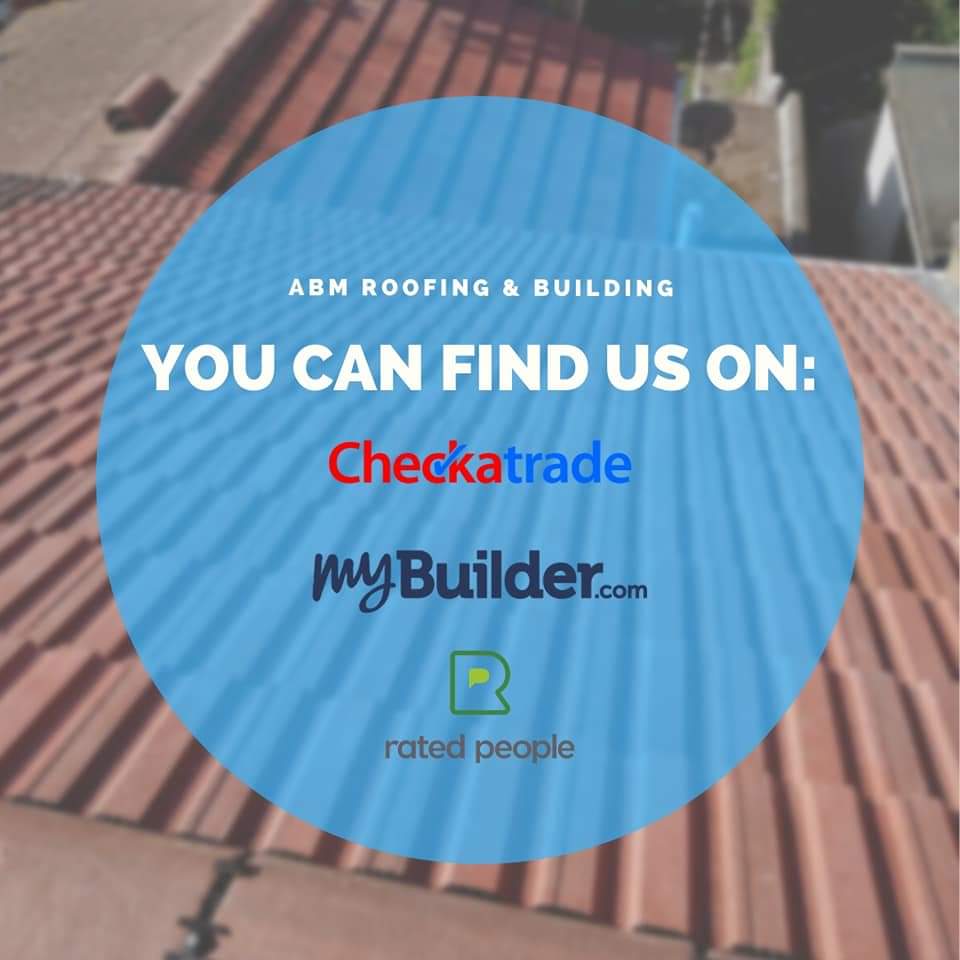 ABM ROOFING & BUILDING
YOU CAN FIND US ON:
Checkatrade
myBuilder.com
rated people